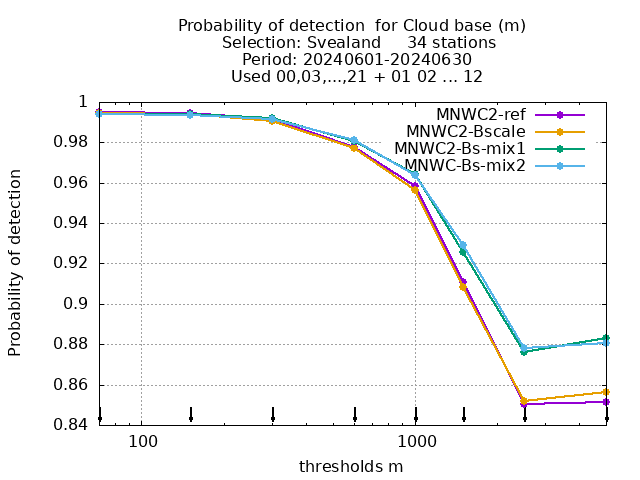 Probability of detection  for Cloud base (m)
Selection: Svealand     34 stations
Period: 20240601-20240630
Used 00,03,...,21 + 01 02 ... 12
MNWC2-ref
MNWC2-Bscale
MNWC2-Bs-mix1
MNWC-Bs-mix2
1
0.98
0.96
0.94
0.92
0.9
0.88
0.86
0.84
Probability of detection
100
1000
thresholds m